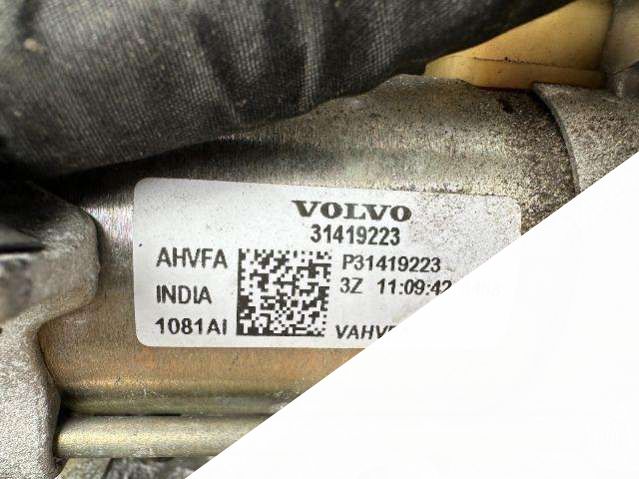 VOLVO
31419223
AHVFA P31419223
INDIA 3Z 11:09:42
1081AI